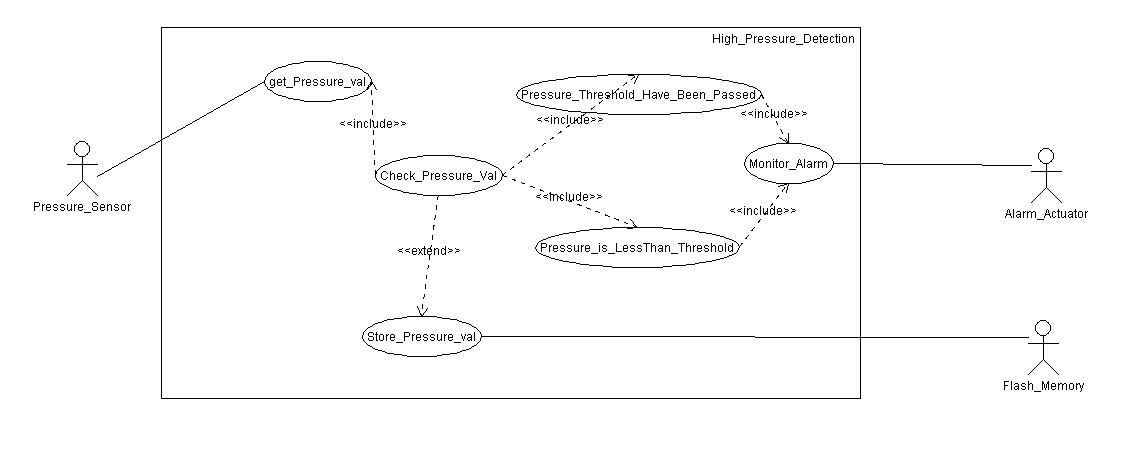 High_Pressure_Detection
get_Pressure_val
Pressure_Threshold_Have_Been_Passed
<<include>>
<<include>>
<<include>>
Pressure_Sensor
Check_Pressure_Val
Monitor_Alarm
<<include>>
<<include>>
Alarm_Actuator
Pressure_is_LessThan_Threshold
<<extend>>
Store_Pressure_val
Flash_Memory